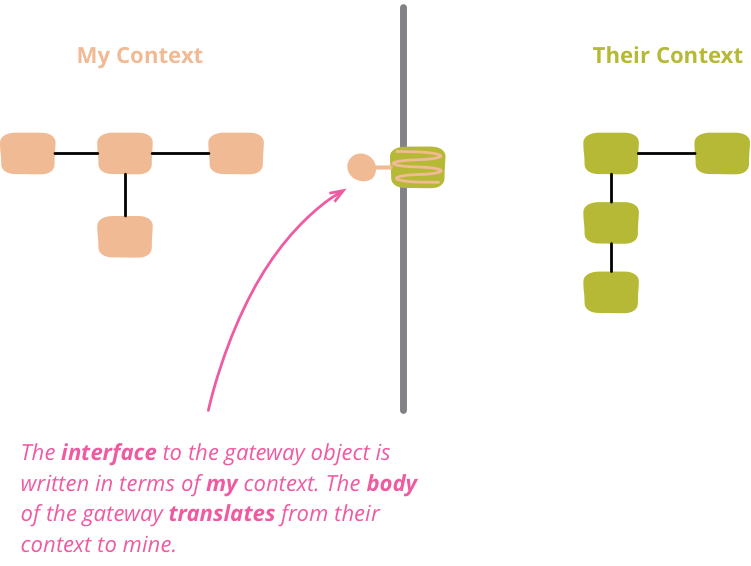 My Context
Their Context
The interface to the gateway object is
written in terms of my context. The body
of the gateway translates from their
context to mine.